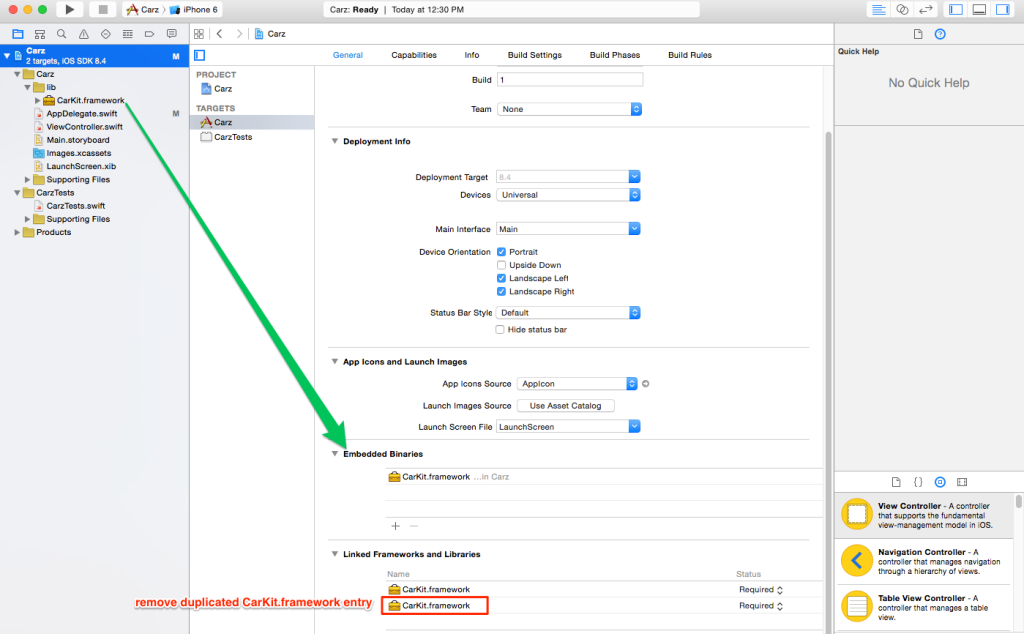 Carz
iPhone 6
Carz: Ready | Today at 12:30 PM
Carz
2 targets, iOS SDK 8.4
M
Carz
lib
CarKit.framework
AppDelegate.swift
M
ViewController.swift
Main.storyboard
Images.xcassets
LaunchScreen.xib
Supporting Files
CarzTests
CarzTests.swift
Supporting Files
Products
Carz
PROJECT
Carz
TARGETS
Carz
CarzTests
General
Capabilities
Info
Build Settings
Build Phases
Build Rules
Build 1
Team None
Deployment Info
Deployment Target 8.4
Devices Universal
Main Interface Main
Device Orientation Portrait
Upside Down
Landscape Left
Landscape Right
Status Bar Style Default
Hide status bar
App Icons and Launch Images
App Icons Source AppIcon
Launch Images Source Use Asset Catalog
Launch Screen File LaunchScreen
Embedded Binaries
CarKit.framework ...in Carz
Linked Frameworks and Libraries
Name Status
CarKit.framework Required
CarKit.framework Required
remove duplicated CarKit.framework entry
Quick Help
No Quick Help
View Controller - A controller
that supports the fundamental
view-management model in iOS.
Navigation Controller - A
controller that manages navigation
through a hierarchy of views.
Table View Controller - A
controller that manages a table
view.